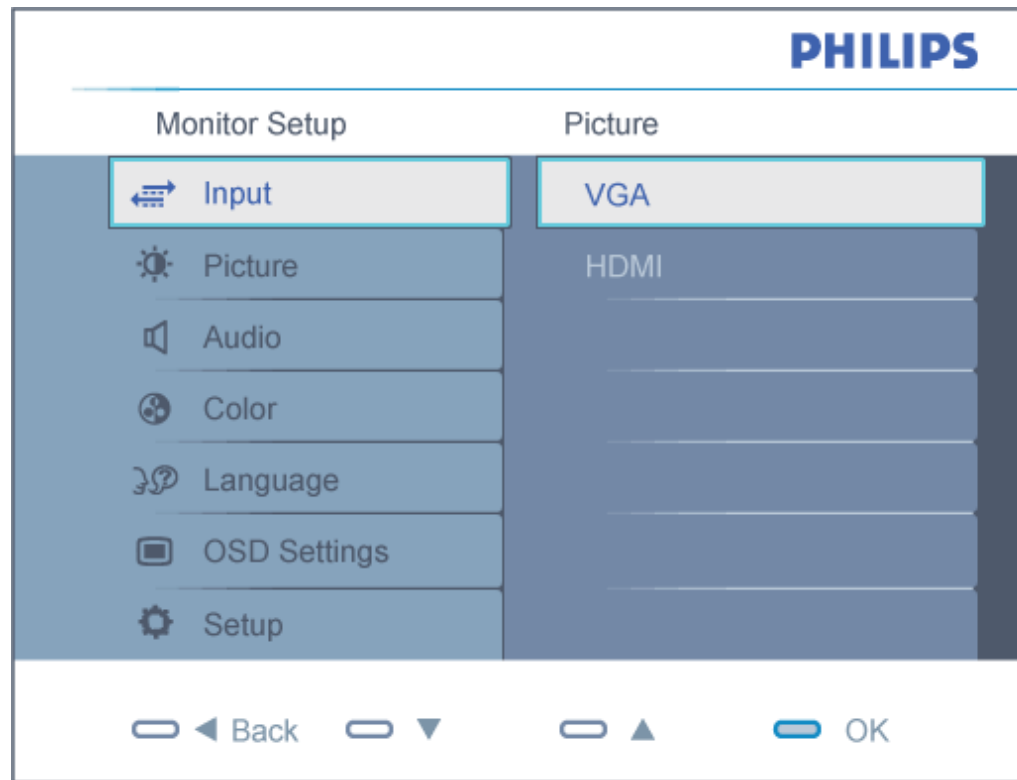 PHILIPS
Monitor Setup
Picture
Input
VGA
Picture
HDMI
Audio
Color
Language
OSD Settings
Setup
Back
OK